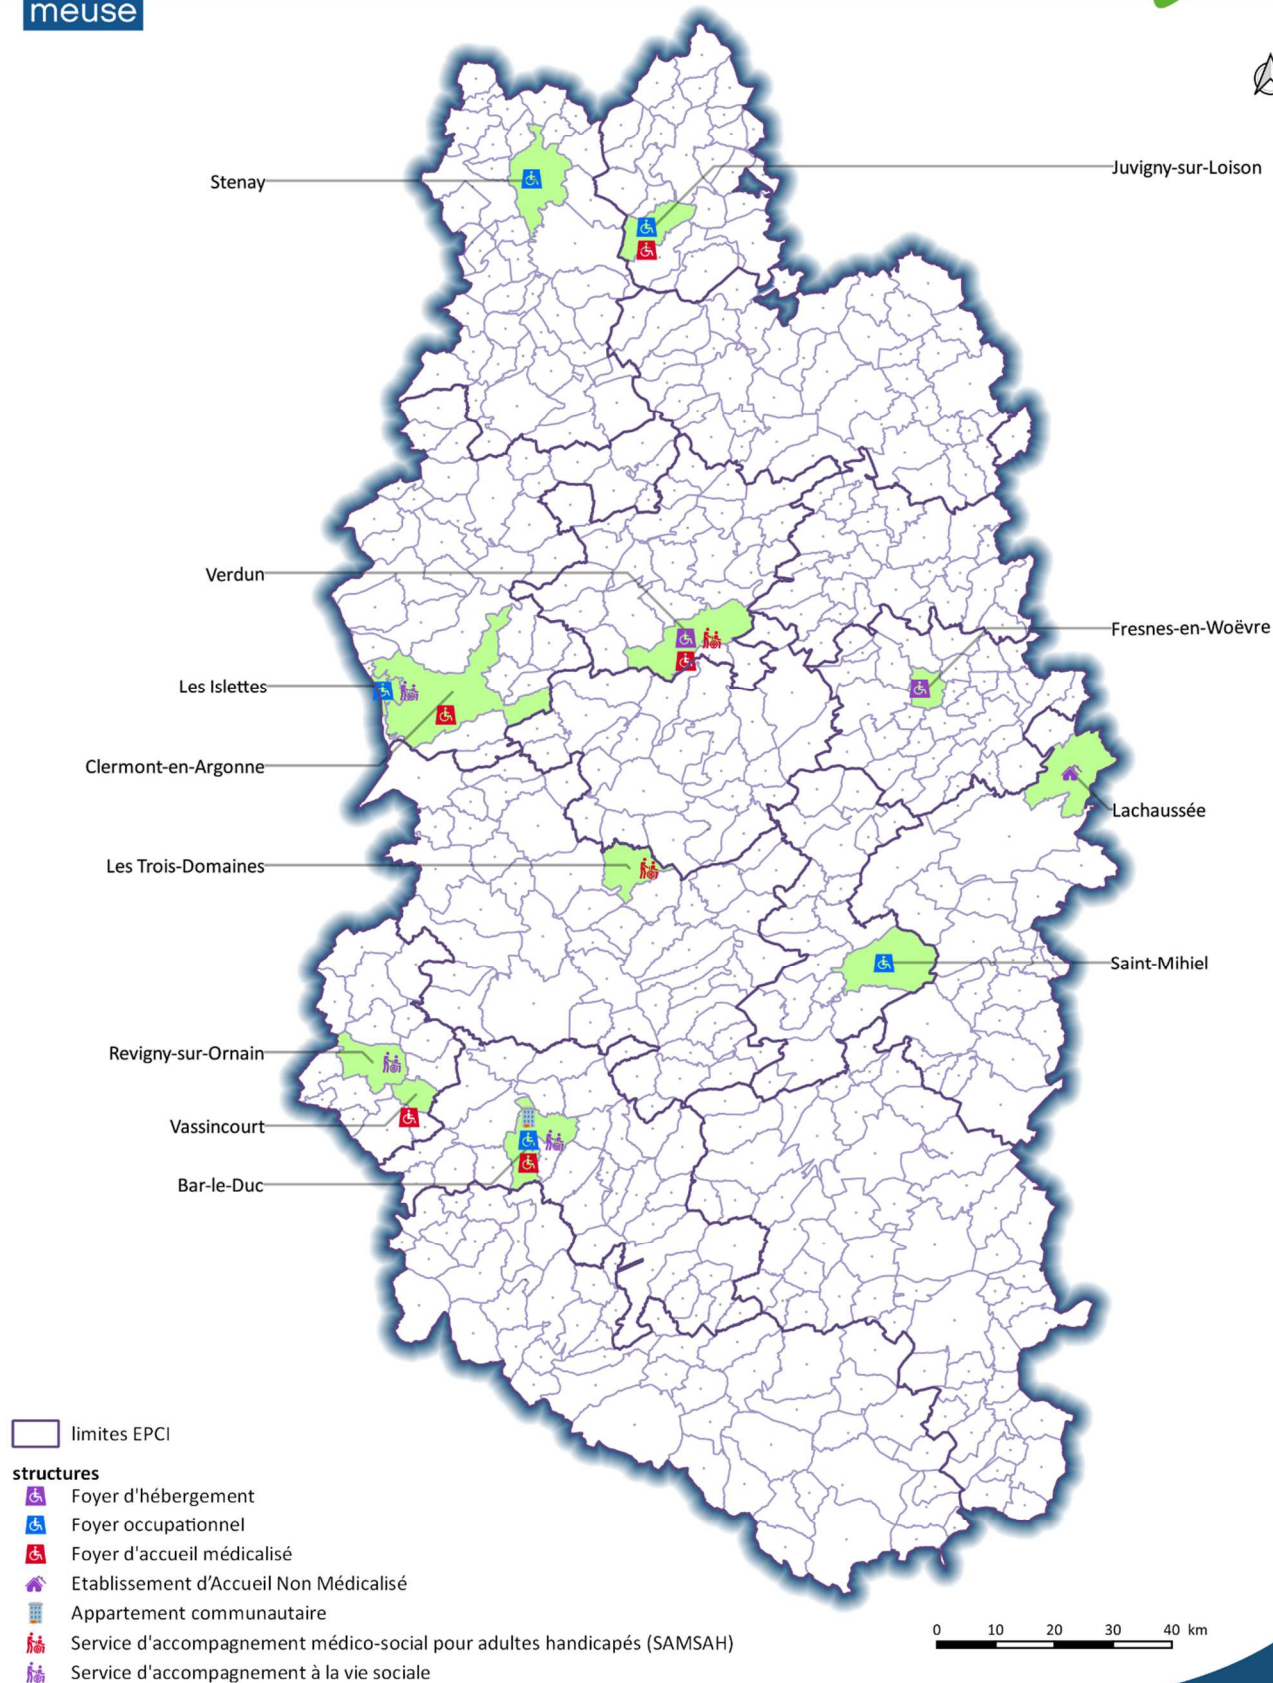 meuse
Juvigny-sur-Loison
Stenay
Verdun
Fresnes-en-Woëvre
Les Islettes
Clermont-en-Argonne
Lachaussée
Les Trois-Domaines
Saint-Mihiel
Revigny-sur-Ornain
Vassincourt
Bar-le-Duc
limites EPCI
structures
Foyer d'hébergement
Foyer occupationnel
Foyer d'accueil médicalisé
Etablissement d’Accueil Non Médicalisé
Appartement communautaire
Service d'accompagnement médico-social pour adultes handicapés (SAMSAH)
Service d'accompagnement à la vie sociale
0 10 20 30 40 km